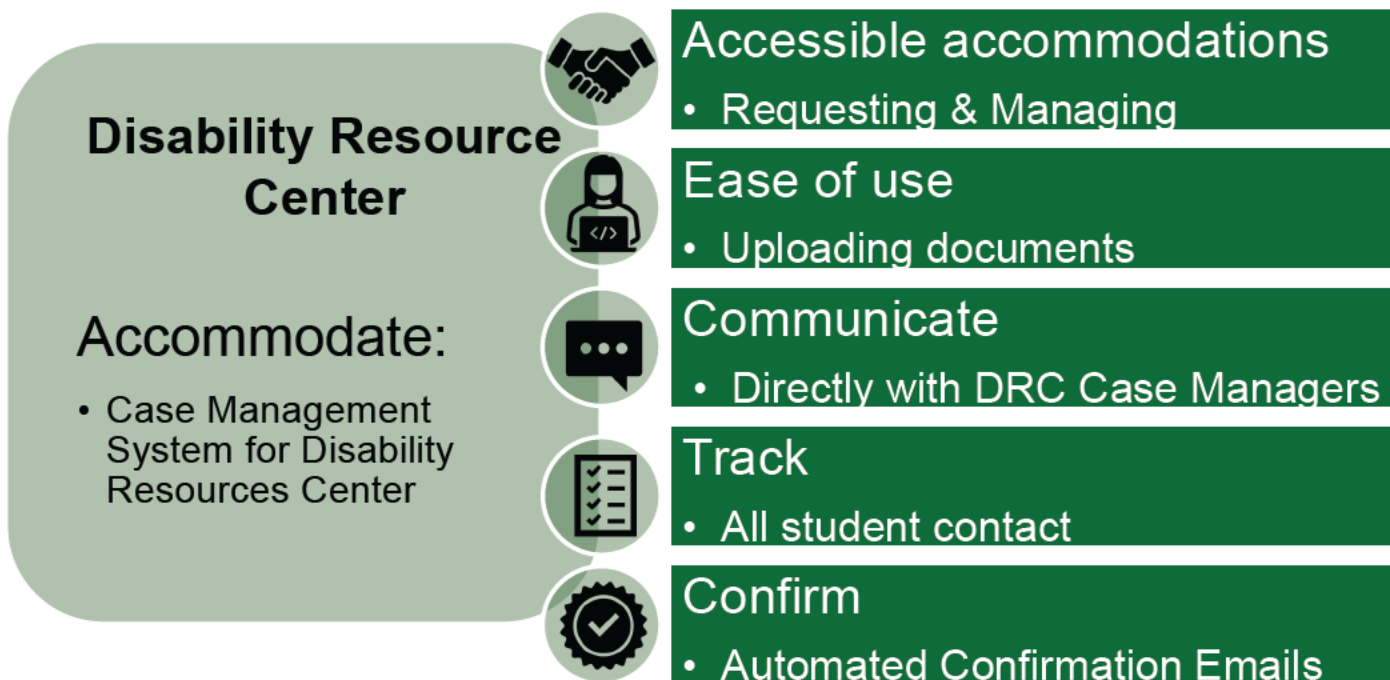 Disability Resource
Center
Accommodate:
• Case Management
System for Disability
Resources Center
</>
Accessible accommodations
• Requesting & Managing
Ease of use
• Uploading documents
Communicate
• Directly with DRC Case Managers
Track
• All student contact
Confirm
• Automated Confirmation Emails